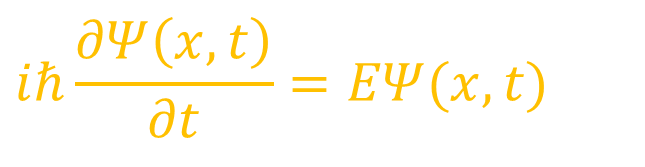 iħ ∂Ψ(x, t)/∂t = EΨ(x, t)